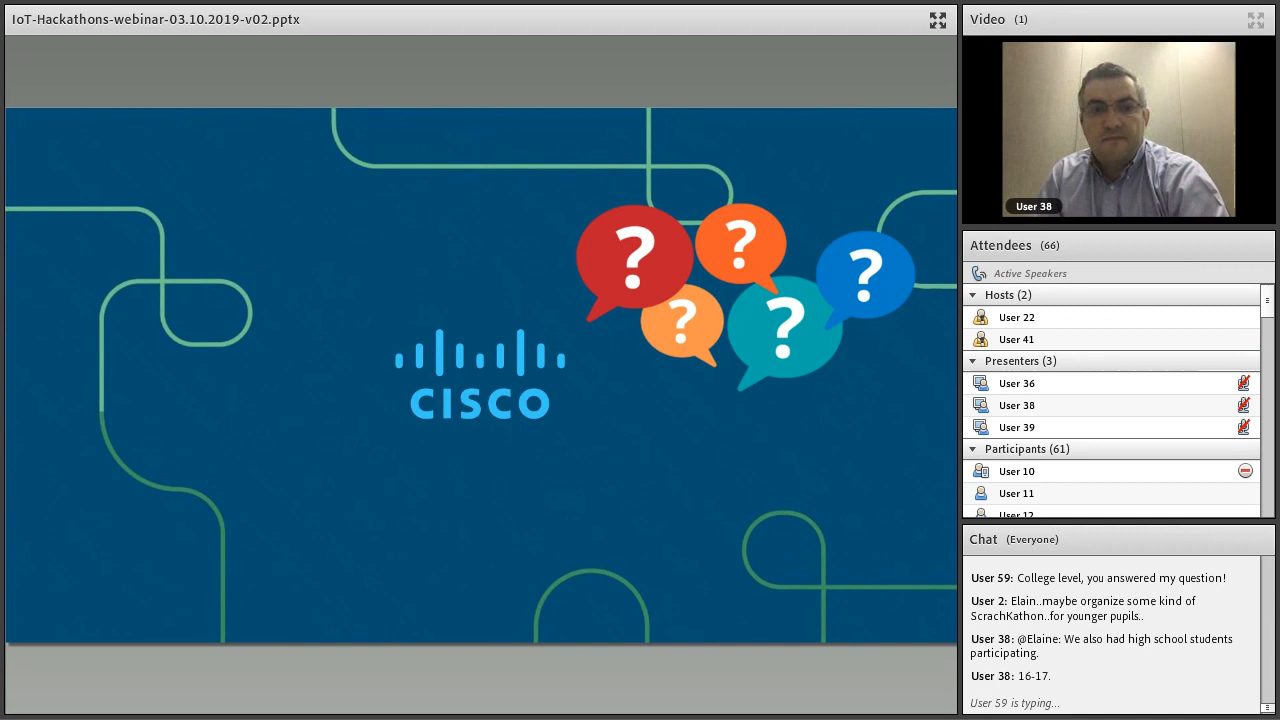 IoT-Hackathons-webinar-03.10.2019-v02.pptx
? ? ? ? ?
CISCO
Video (1)
User 38
Attendees (66)
Active Speakers
Hosts (2)
User 22
User 41
Presenters (3)
User 36
User 38
User 39
Participants (61)
User 10
User 11
User 12
Chat (Everyone)
User 59: College level, you answered my question!
User 2: Elain..maybe organize some kind of
ScrachKathon..for younger pupils..
User 38: @Elaine: We also had high school students
participating.
User 38: 16-17.
User 59 is typing...